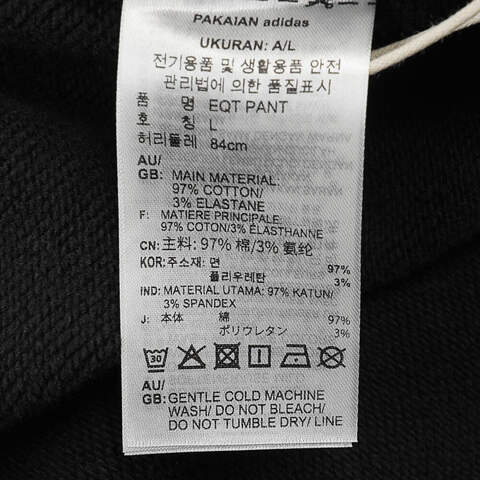 PAKAIAN adidas
UKURAN: A/L
전기용품 및 생활용품 안전
관리법에 의한 품질표시
품 명 EQT PANT
호 칭 L
허리둘레 84cm
AU/
GB: MAIN MATERIAL:
97% COTTON/
3% ELASTANE
F: MATIERE PRINCIPALE:
97% COTON/3% ELASTHANNE
CN: 主料: 97% 棉/3% 氨纶
KOR: 주소재: 면 97%
폴리우레탄 3%
IND: MATERIAL UTAMA: 97% KATUN/
3% SPANDEX
J: 本体 綿 97%
ポリウレタン 3%
30
AU/
GB: GENTLE COLD MACHINE
WASH/ DO NOT BLEACH/
DO NOT TUMBLE DRY/ LINE